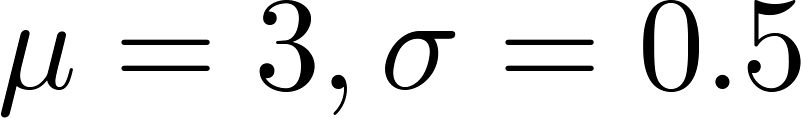 μ = 3, σ = 0.5